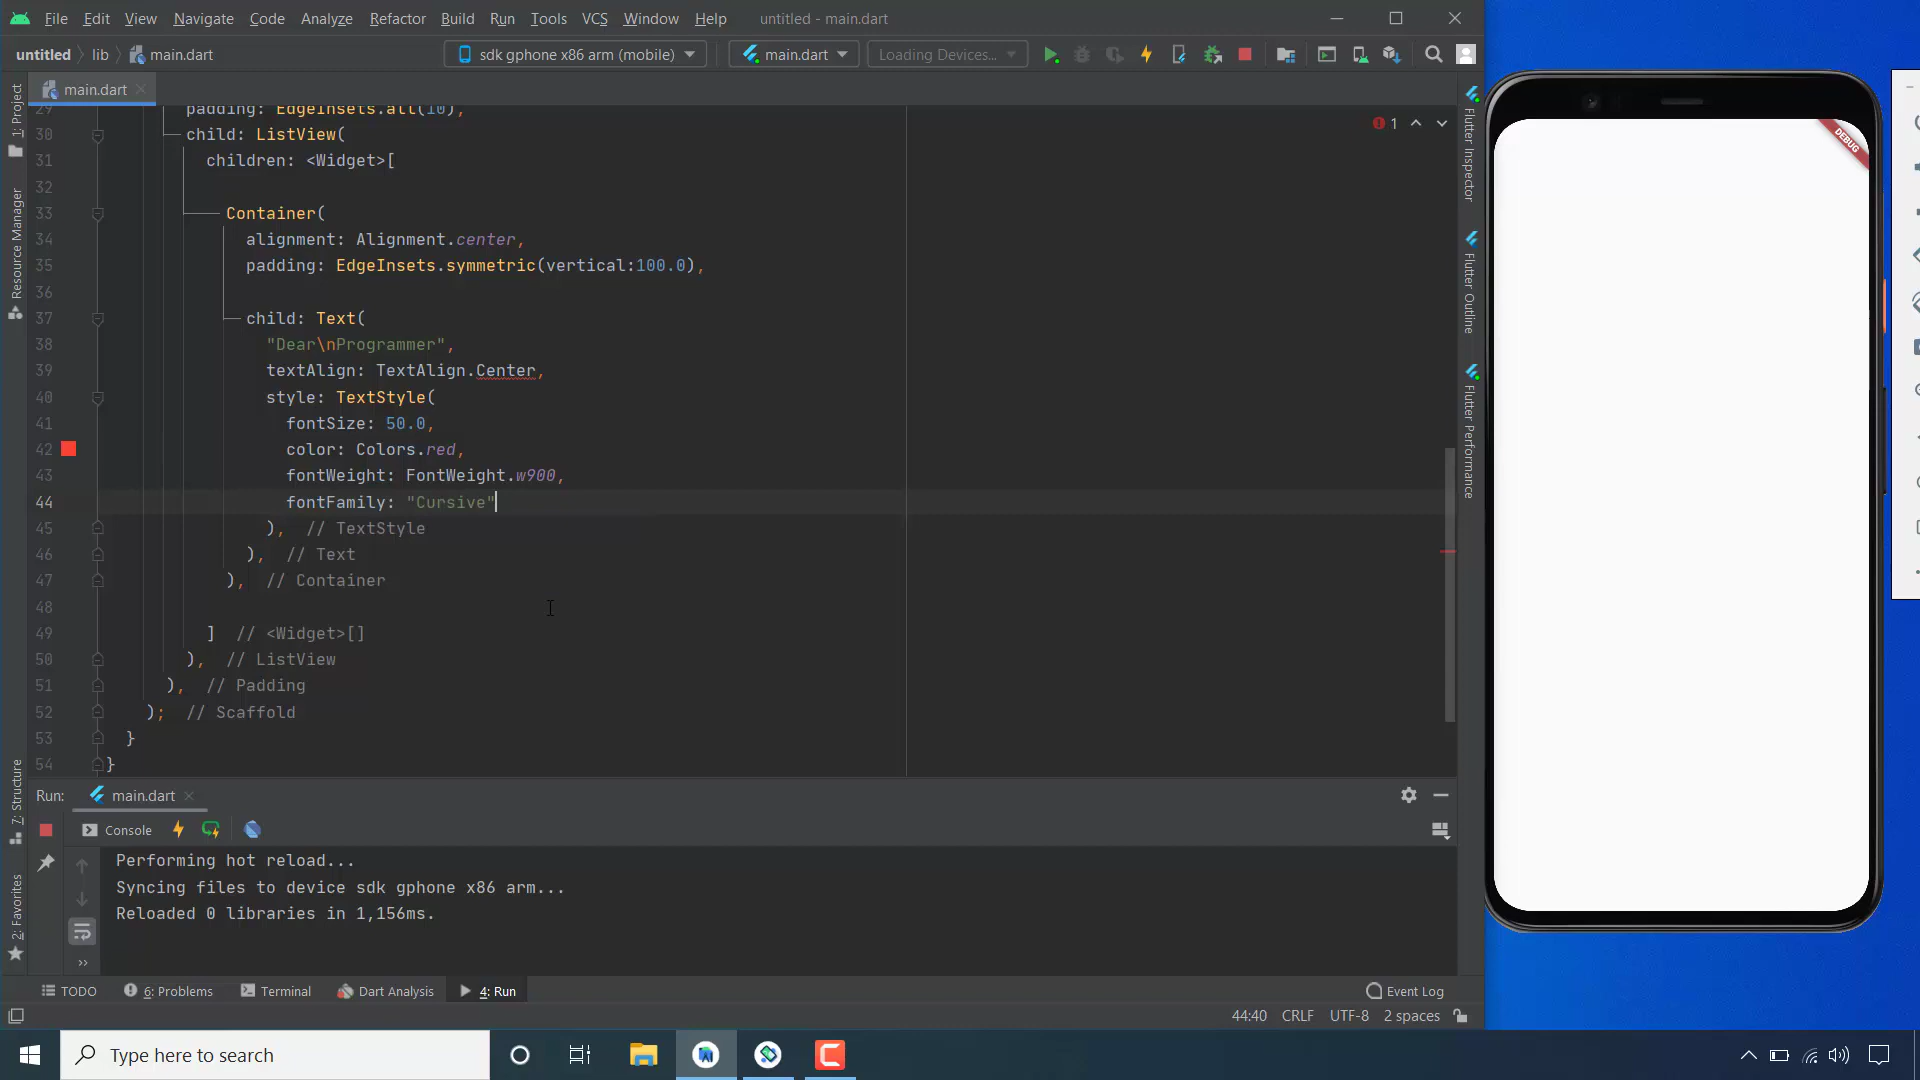 File Edit View Navigate Code Analyze Refactor Build Run Tools VCS Window Help untitled - main.dart
untitled lib main.dart sdk gphone x86 arm (mobile) main.dart Loading Devices...
main.dart
1: Project
Resource Manager
7: Structure
2: Favorites
29 padding: EdgeInsets.all(10),
30 child: ListView(
31 children: <Widget>[
32
33 Container(
34 alignment: Alignment.center,
35 padding: EdgeInsets.symmetric(vertical:100.0),
36
37 child: Text(
38 "Dear\nProgrammer",
39 textAlign: TextAlign.Center,
40 style: TextStyle(
41 fontSize: 50.0,
42 color: Colors.red,
43 fontWeight: FontWeight.w900,
44 fontFamily: "Cursive"
45 ), // TextStyle
46 ), // Text
47 ), // Container
48
49 ] // <Widget>[]
50 ), // ListView
51 ), // Padding
52 ); // Scaffold
53 }
54 }
1
Flutter Inspector
Flutter Outline
Flutter Performance
DEBUG
Run: main.dart
Console
Performing hot reload...
Syncing files to device sdk gphone x86 arm...
Reloaded 0 libraries in 1,156ms.
TODO 6: Problems Terminal Dart Analysis 4: Run Event Log
44:40 CRLF UTF-8 2 spaces
Type here to search